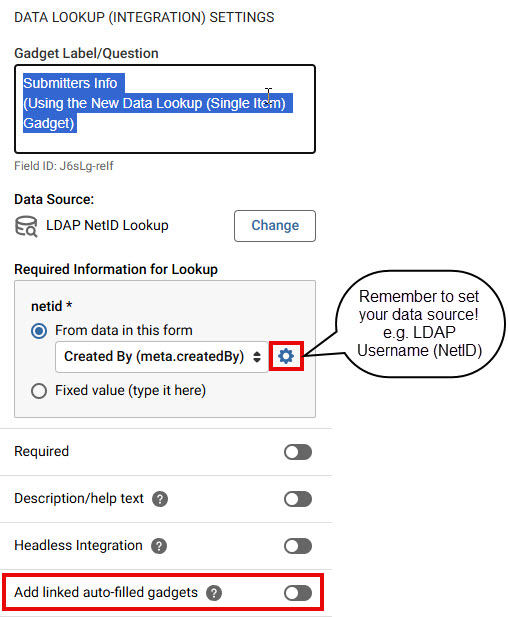 DATA LOOKUP (INTEGRATION) SETTINGS
Gadget Label/Question
Submitters Info
(Using the New Data Lookup (Single Item)
Gadget)
Field ID: J6sLg-reIf
Data Source:
LDAP NetID Lookup
Change
Required Information for Lookup
netid *
From data in this form
Created By (meta.createdBy)
Fixed value (type it here)
Remember to set
your data source!
e.g. LDAP
Username (NetID)
Required
Description/help text ?
Headless Integration ?
Add linked auto-filled gadgets ?